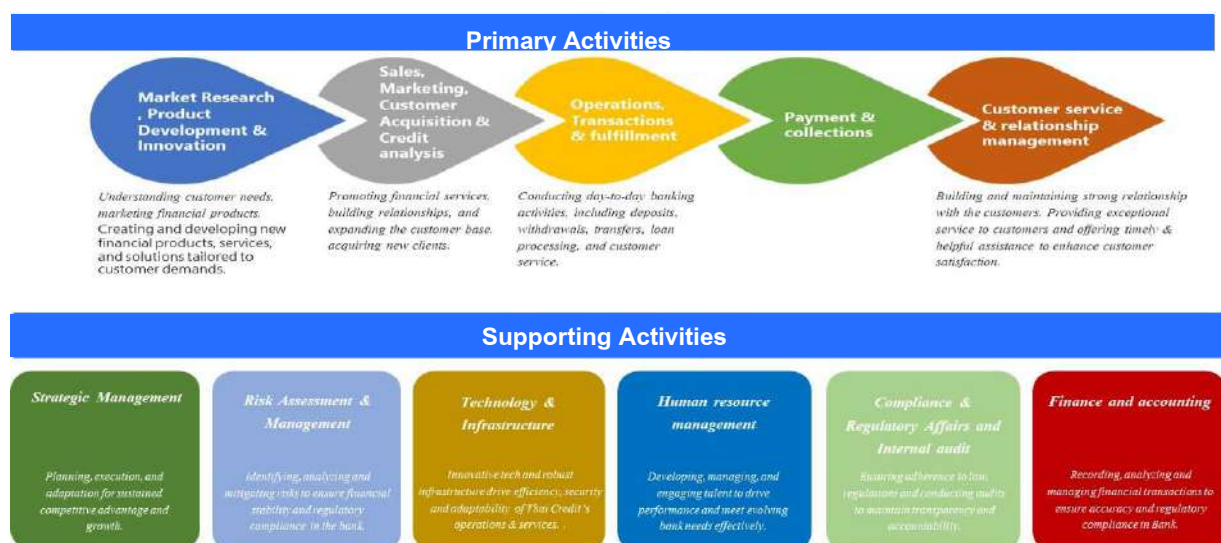 Primary Activities
Market Research
, Product
Development &
Innovation
Sales,
Marketing,
Customer
Acquisition &
Credit
analysis
Operations,
Transactions
& fulfillment
Payment &
collections
Customer service
& relationship
management
Understanding customer needs,
marketing financial products.
Creating and developing new
financial products, services,
and solutions tailored to
customer demands.
Promoting financial services,
building relationships, and
expanding the customer base,
acquiring new clients.
Conducting day-to-day banking
activities, including deposits,
withdrawals, transfers, loan
processing, and customer
service.
Building and maintaining strong relationship
with the customers. Providing exceptional
service to customers and offering timely &
helpful assistance to enhance customer
satisfaction.
Supporting Activities
Strategic Management
Planning, execution, and
adaptation for sustained
competitive advantage and
growth.
Risk Assessment &
Management
Identifying, analyzing and
mitigating risks to ensure financial
stability and regulatory
compliance in the bank.
Technology &
Infrastructure
Innovative tech and robust
infrastructure drive efficiency, security
and adaptability of Thai Credit's
operations & services. .
Human resource
management
Developing, managing, and
engaging talent to drive
performance and meet evolving
bank needs effectively.
Compliance &
Regulatory Affairs and
Internal audit
Ensuring adherence to law,
regulations and conducting audits
to maintain transparency and
accountability.
Finance and accounting
Recording, analyzing and
managing financial transactions to
ensure accuracy and regulatory
compliance in Bank.